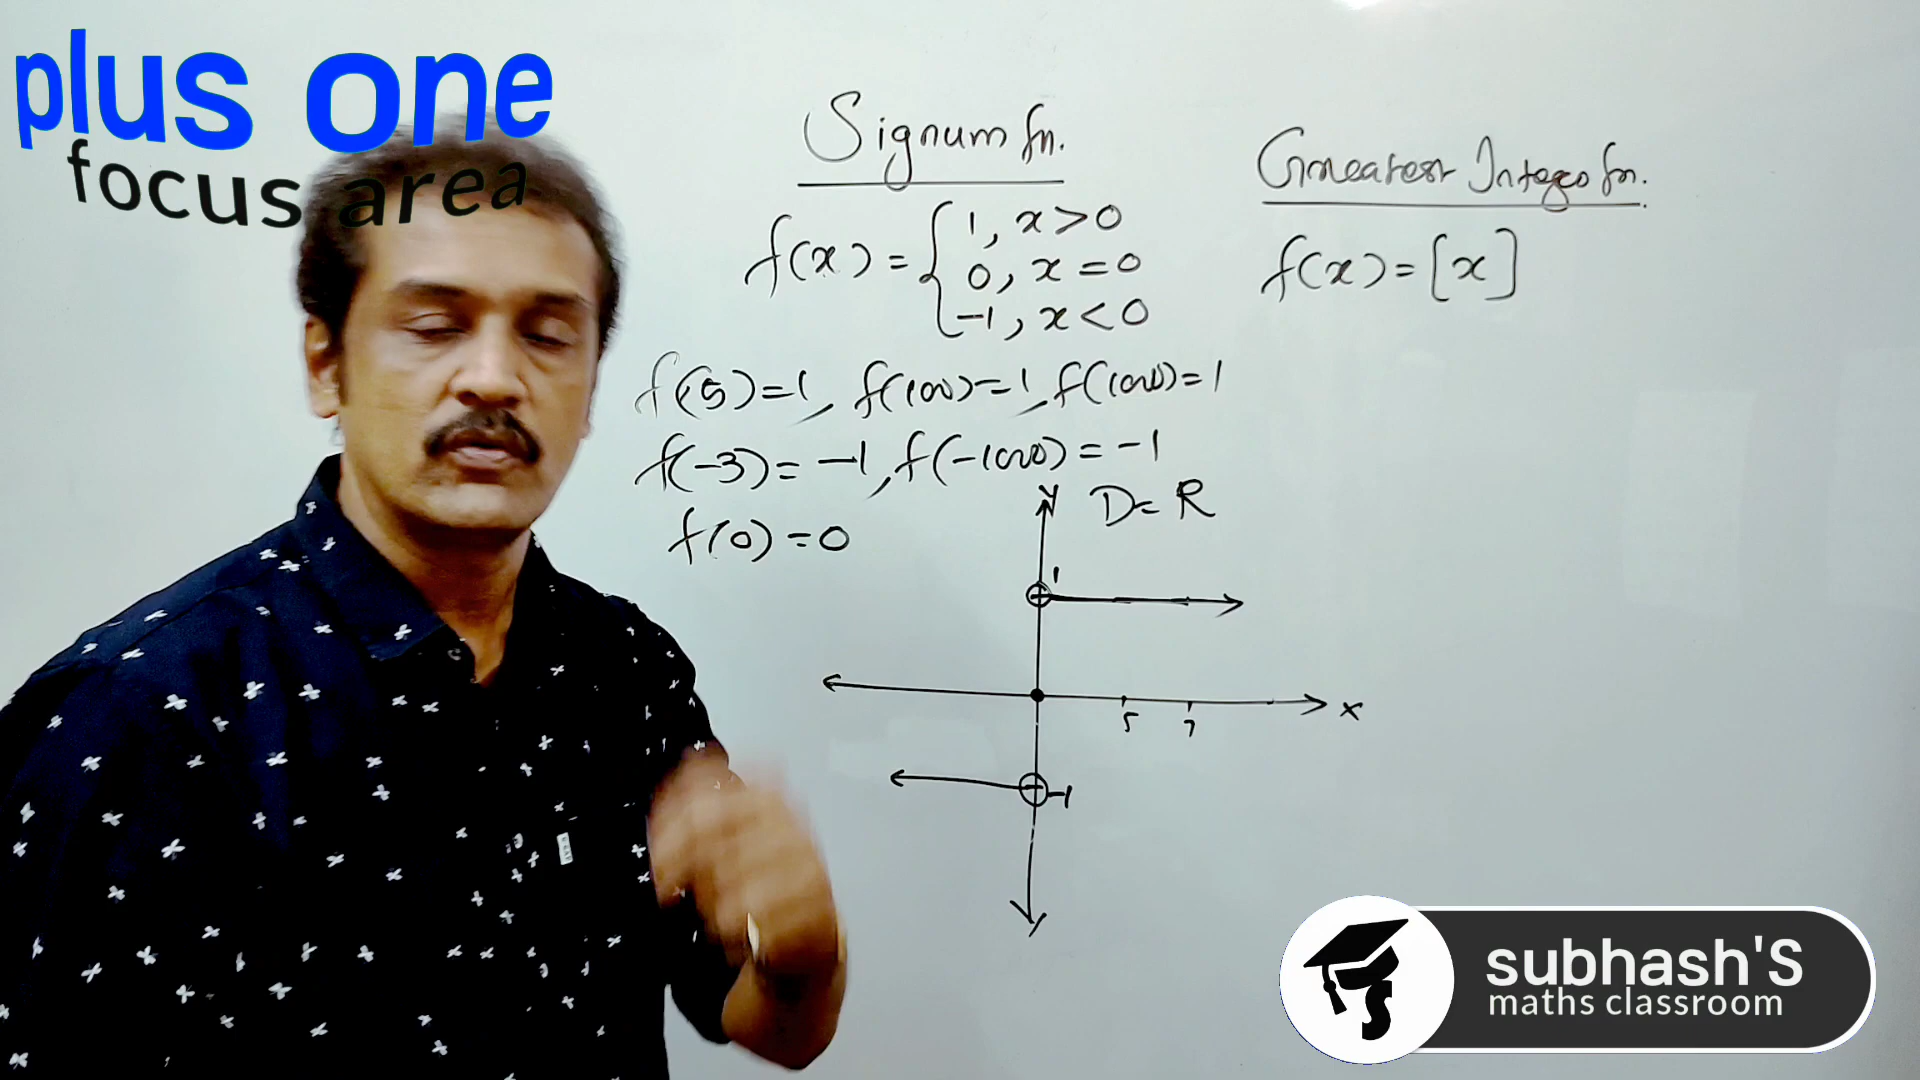 plus one
focus area
Signum fn.
f(x) = { 1, x > 0
0, x = 0
-1, x < 0
f(5) = 1, f(100) = 1, f(1000) = 1
f(-3) = -1, f(-1000) = -1
f(0) = 0
D = R
Y
1
X
5 7
-1
Y
Greatest Integer fn.
f(x) = [x]
subhash'S
maths classroom